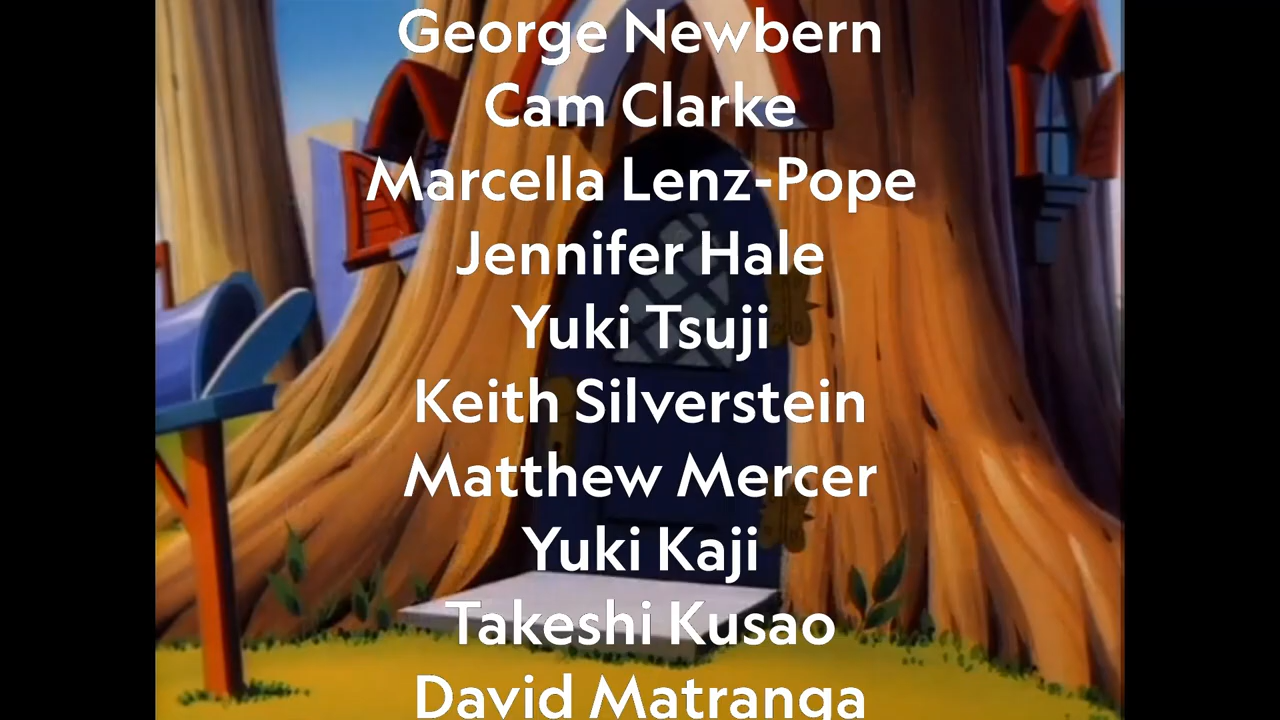 George Newbern
Cam Clarke
Marcella Lenz-Pope
Jennifer Hale
Yuki Tsuji
Keith Silverstein
Matthew Mercer
Yuki Kaji
Takeshi Kusao
David Matranga